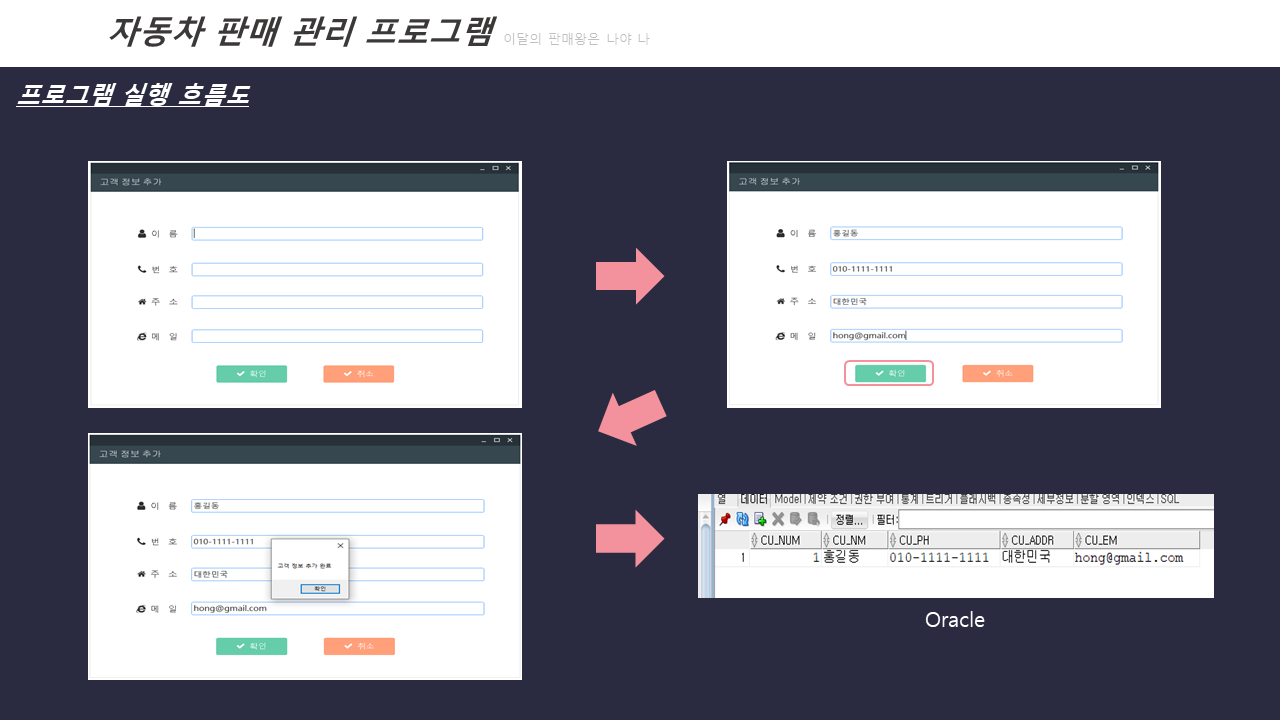 자동차 판매 관리 프로그램 이달의 판매왕은 나야 나
프로그램 실행 흐름도
고객 정보 추가
이 름
번 호
주 소
메 일
확인 취소
고객 정보 추가
이 름 홍길동
번 호 010-1111-1111
주 소 대한민국
메 일 hong@gmail.com
확인 취소
고객 정보 추가
이 름 홍길동
번 호 010-1111-1111
주 소 대한민국
메 일 hong@gmail.com
고객 정보 추가 완료
확인
확인 취소
열 데이터 Model 제약 조건 권한 부여 통계 트리거 플래시백 종속성 세부정보 분할 영역 인덱스 SQL
정렬... 필터:
CU_NUM CU_NM CU_PH CU_ADDR CU_EM
1 1 홍길동 010-1111-1111 대한민국 hong@gmail.com
Oracle